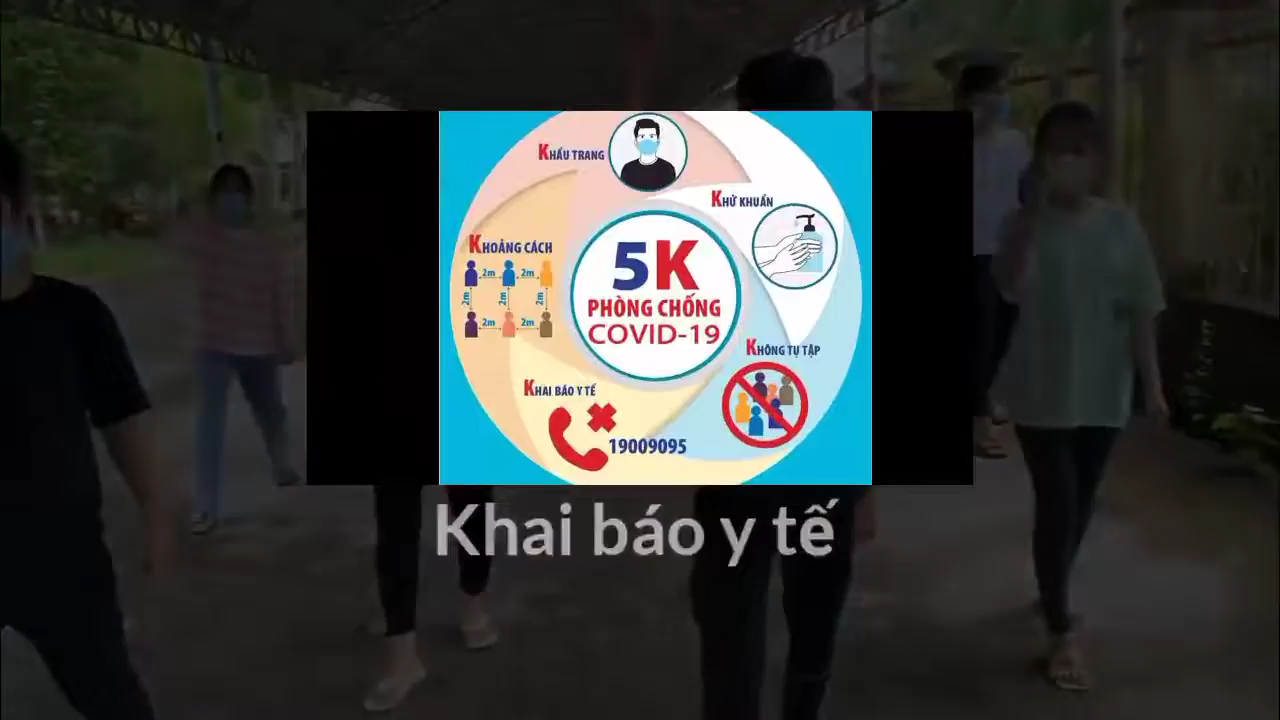 KHẨU TRANG
KHỬ KHUẨN
KHOẢNG CÁCH
2m 2m
2m 2m 2m
2m 2m
5K
PHÒNG CHỐNG
COVID-19
KHÔNG TỤ TẬP
KHAI BÁO Y TẾ
19009095
Khai báo y tế